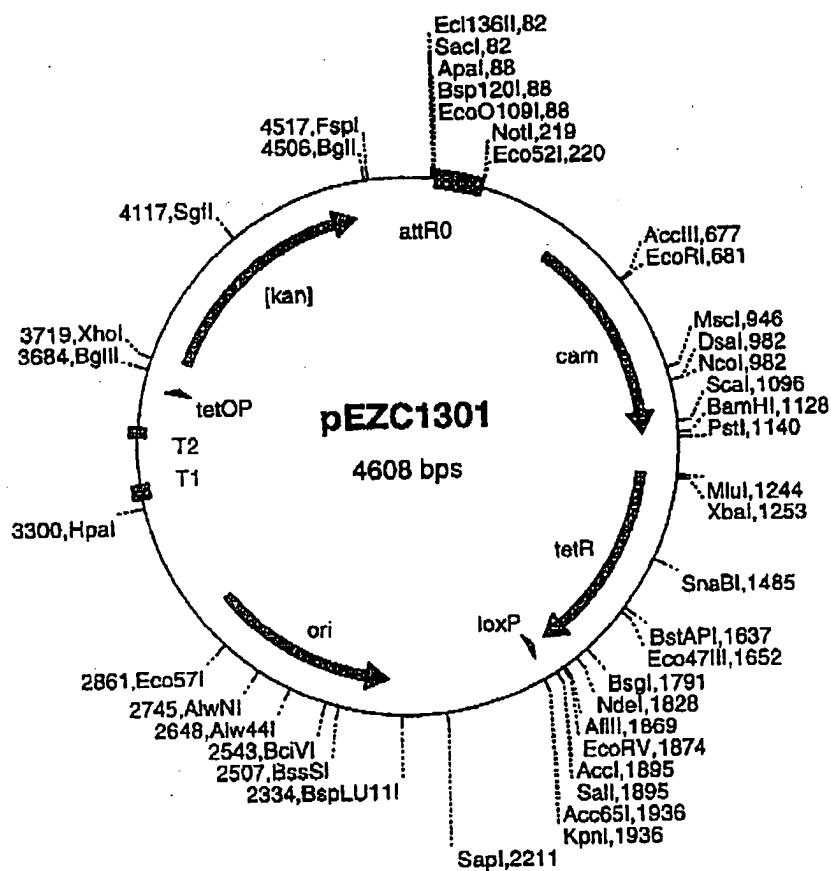 Ecl136II,82
SacI,82
ApaI,88
Bsp120I,88
EcoO109I,88
NotI,219
Eco52I,220
4517,FspI
4506,BglI
4117,SgfI
attR0
[kan]
AccIII,677
EcoRI,681
3719,XhoI
3684,BglII
MscI,946
DsaI,982
NcoI,982
ScaI,1096
BamHI,1128
PstI,1140
cam
tetOP
pEZC1301
4608 bps
T2
T1
MluI,1244
XbaI,1253
3300,HpaI
tetR
SnaBI,1485
loxP
ori
BstAPI,1637
Eco47III,1652
2861,Eco57I
2745,AlwNI
2648,Alw44I
2543,BciVI
2507,BssSI
2334,BspLU11I
BsgI,1791
NdeI,1828
AflII,1869
EcoRV,1874
AccI,1895
SalI,1895
Acc65I,1936
KpnI,1936
SapI,2211